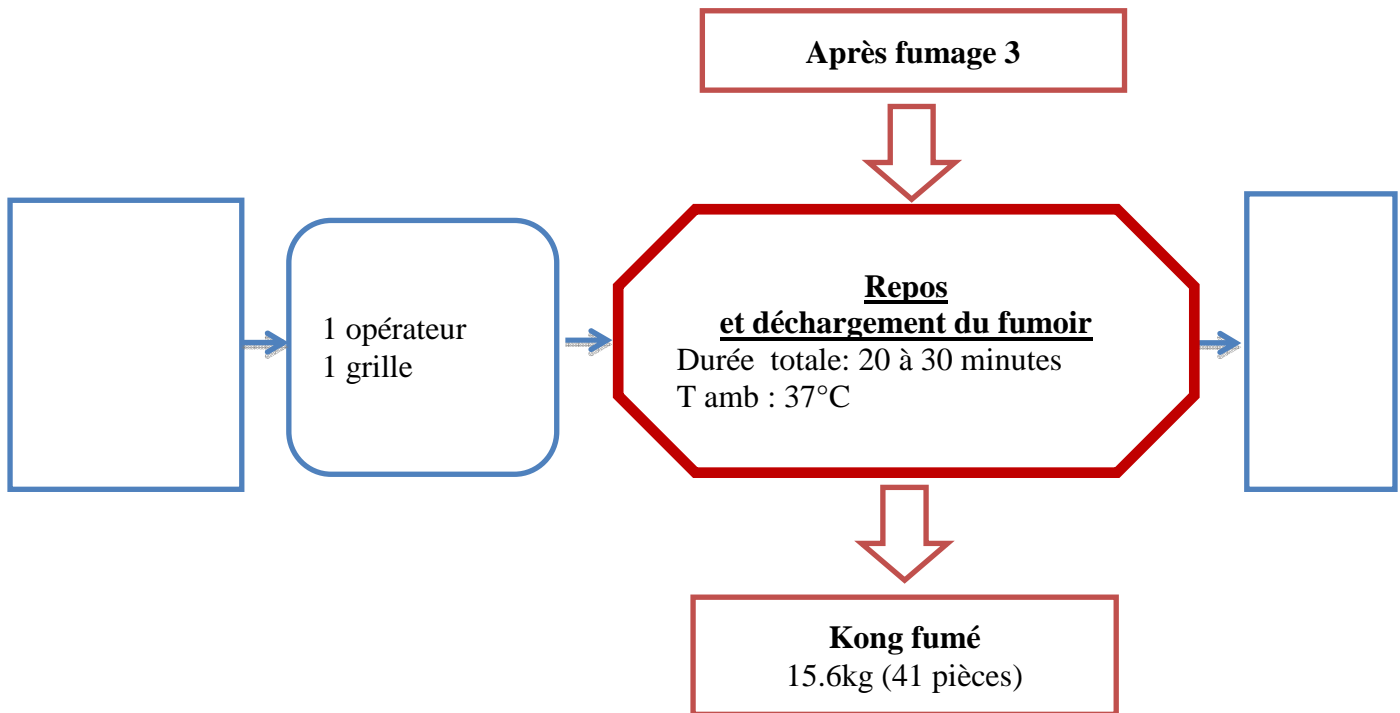 Après fumage 3
1 opérateur
1 grille
Repos
et déchargement du fumoir
Durée totale: 20 à 30 minutes
T amb : 37°C
Kong fumé
15.6kg (41 pièces)